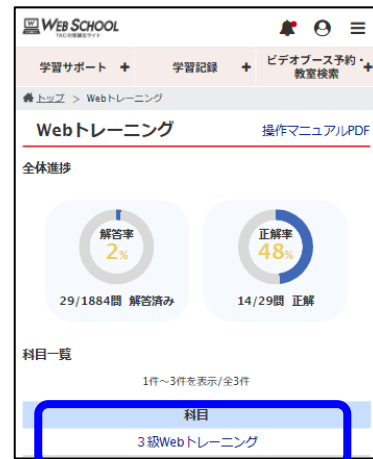 WEB SCHOOL
TACの受講生サイト
学習サポート +
学習記録 +
ビデオブース予約・教室検索 +
トップ > Webトレーニング
Webトレーニング
操作マニュアルPDF
全体進捗
解答率
2%
29/1884問 解答済み
正解率
48%
14/29問 正解
科目一覧
1件～3件を表示/全3件
科目
３級Webトレーニング